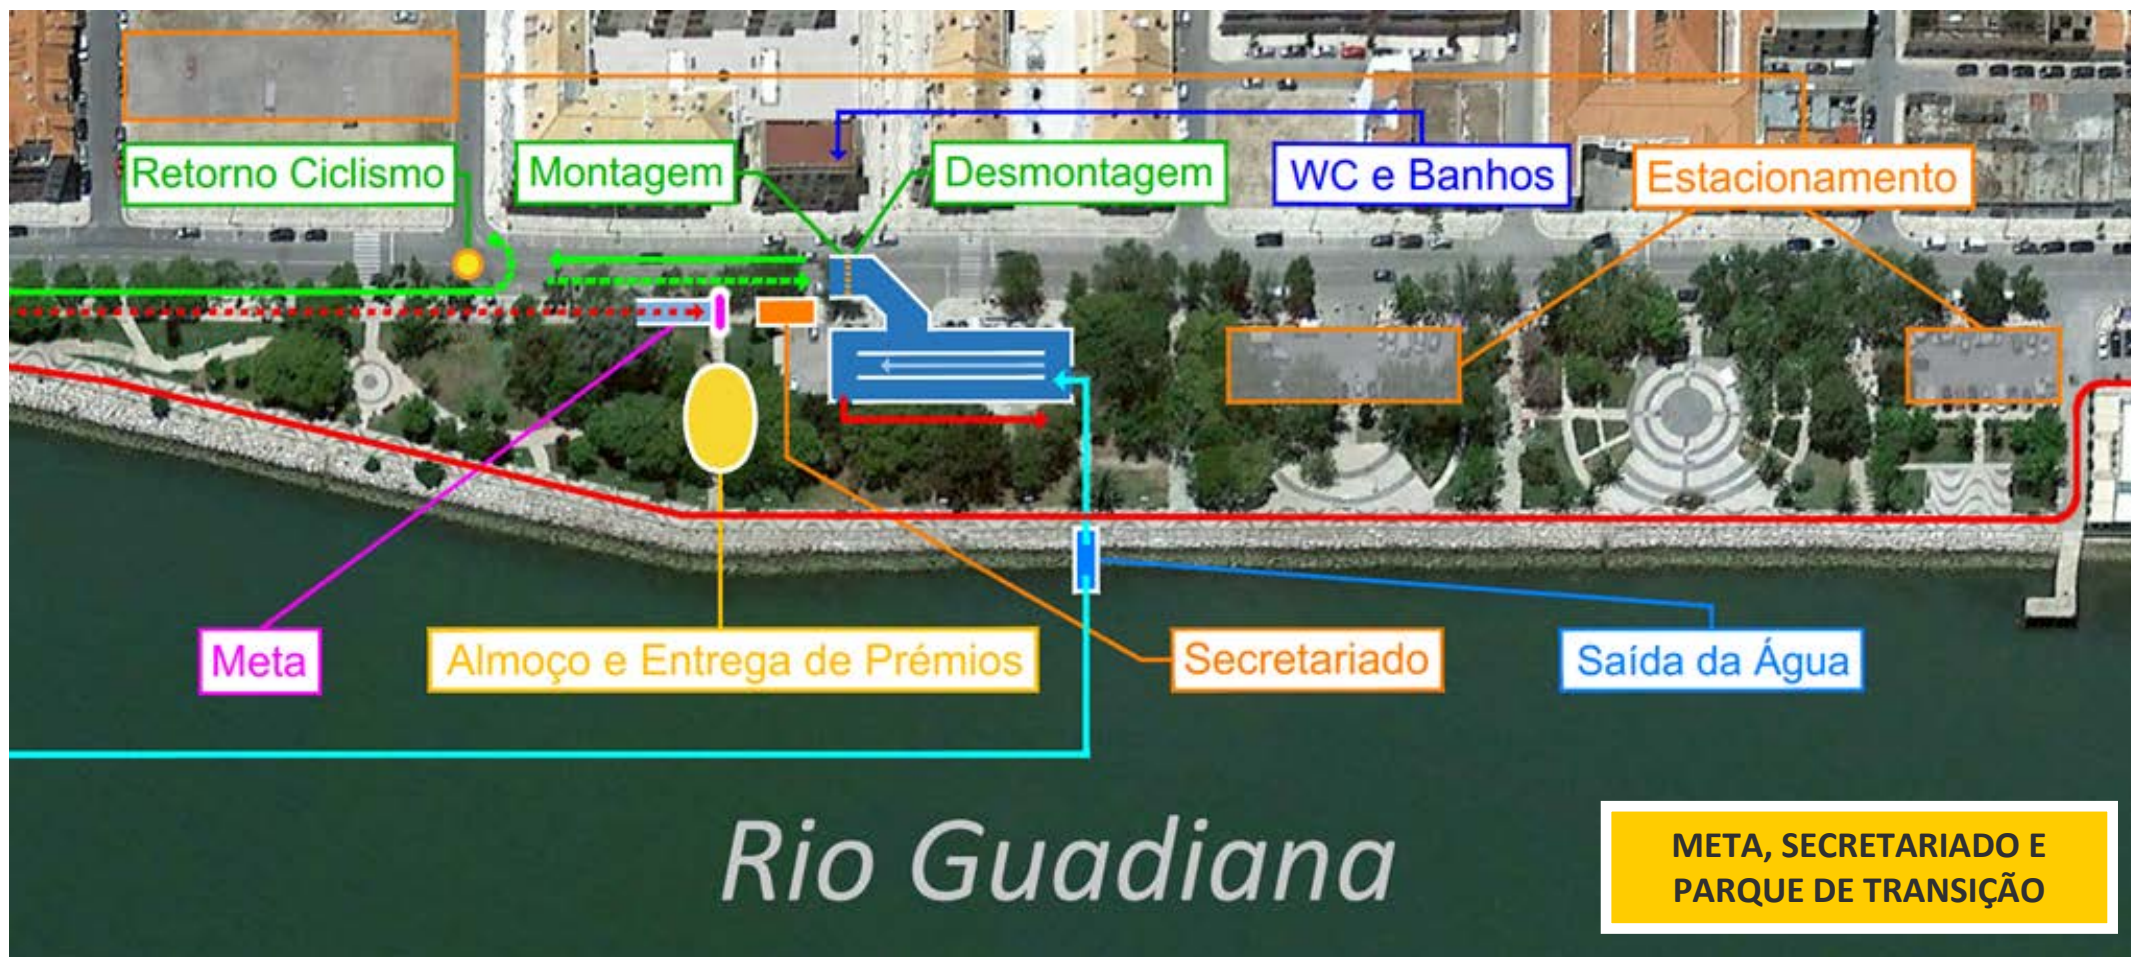 Retorno Ciclismo
Montagem
Desmontagem
WC e Banhos
Estacionamento
Meta
Almoço e Entrega de Prémios
Secretariado
Saída da Água
Rio Guadiana
META, SECRETARIADO E
PARQUE DE TRANSIÇÃO